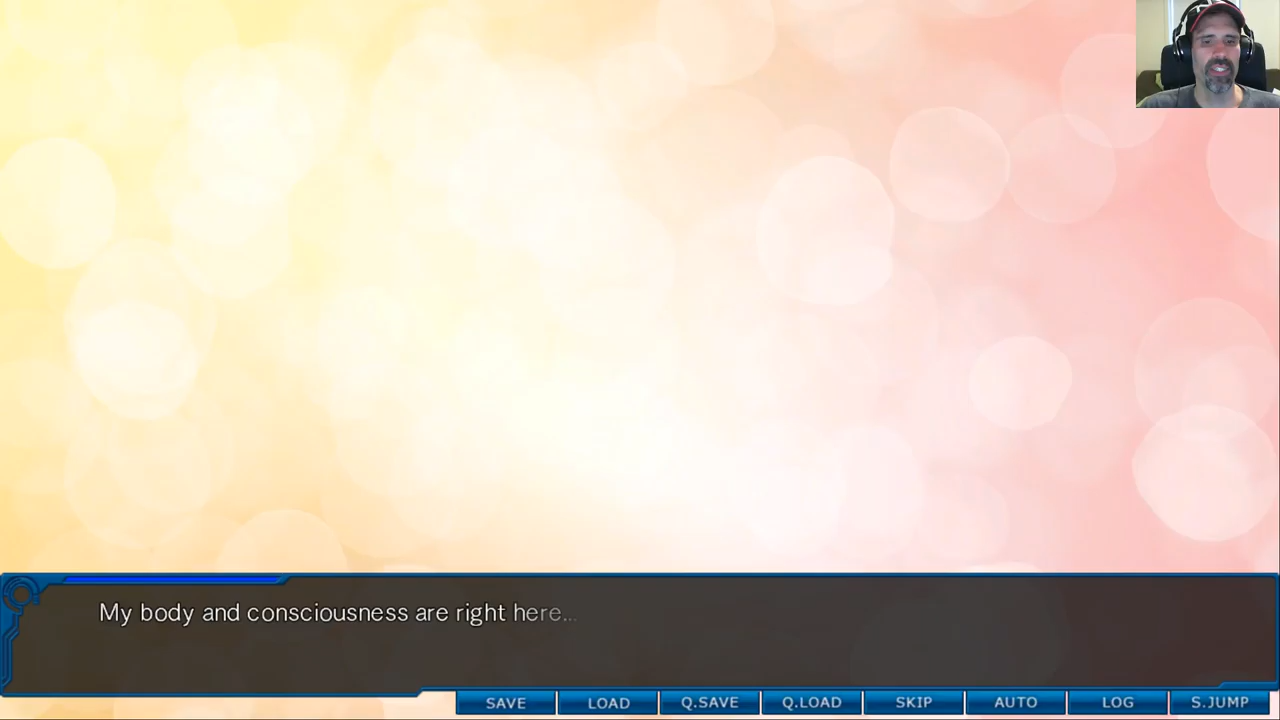 My body and consciousness are right here...
SAVE LOAD Q.SAVE Q.LOAD SKIP AUTO LOG S.JUMP